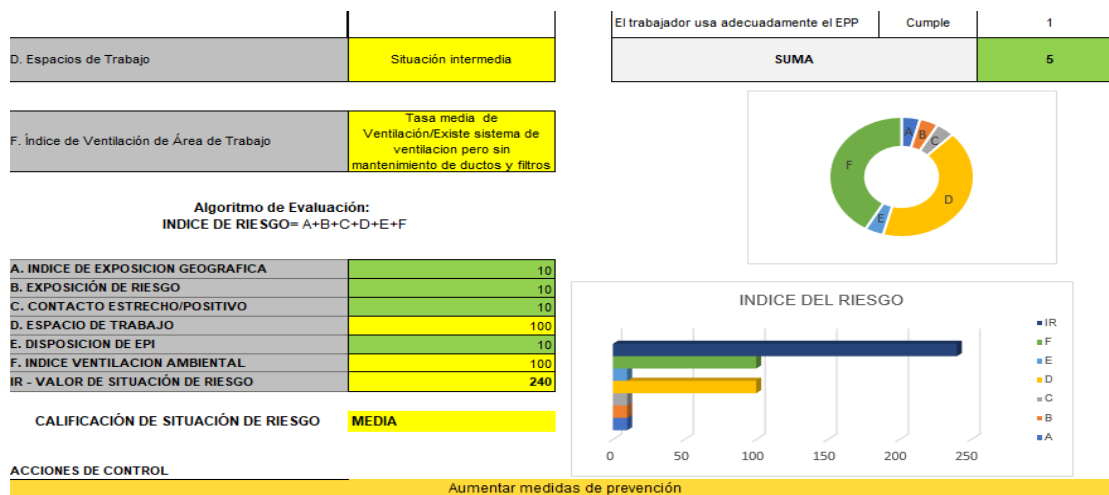 El trabajador usa adecuadamente el EPP Cumple 1
D. Espacios de Trabajo Situación intermedia
SUMA 5
F. Índice de Ventilación de Área de Trabajo
Tasa media de
Ventilación/Existe sistema de
ventilacion pero sin
mantenimiento de ductos y filtros
A
B
C
F
D
E
Algoritmo de Evaluación:
INDICE DE RIESGO= A+B+C+D+E+F
A. INDICE DE EXPOSICION GEOGRAFICA 10
B. EXPOSICIÓN DE RIESGO 10
C. CONTACTO ESTRECHO/POSITIVO 10
D. ESPACIO DE TRABAJO 100
E. DISPOSICION DE EPI 10
F. INDICE VENTILACION AMBIENTAL 100
IR - VALOR DE SITUACIÓN DE RIESGO 240
INDICE DEL RIESGO
IR
F
E
D
C
B
A
0 50 100 150 200 250
CALIFICACIÓN DE SITUACIÓN DE RIESGO MEDIA
ACCIONES DE CONTROL
Aumentar medidas de prevención